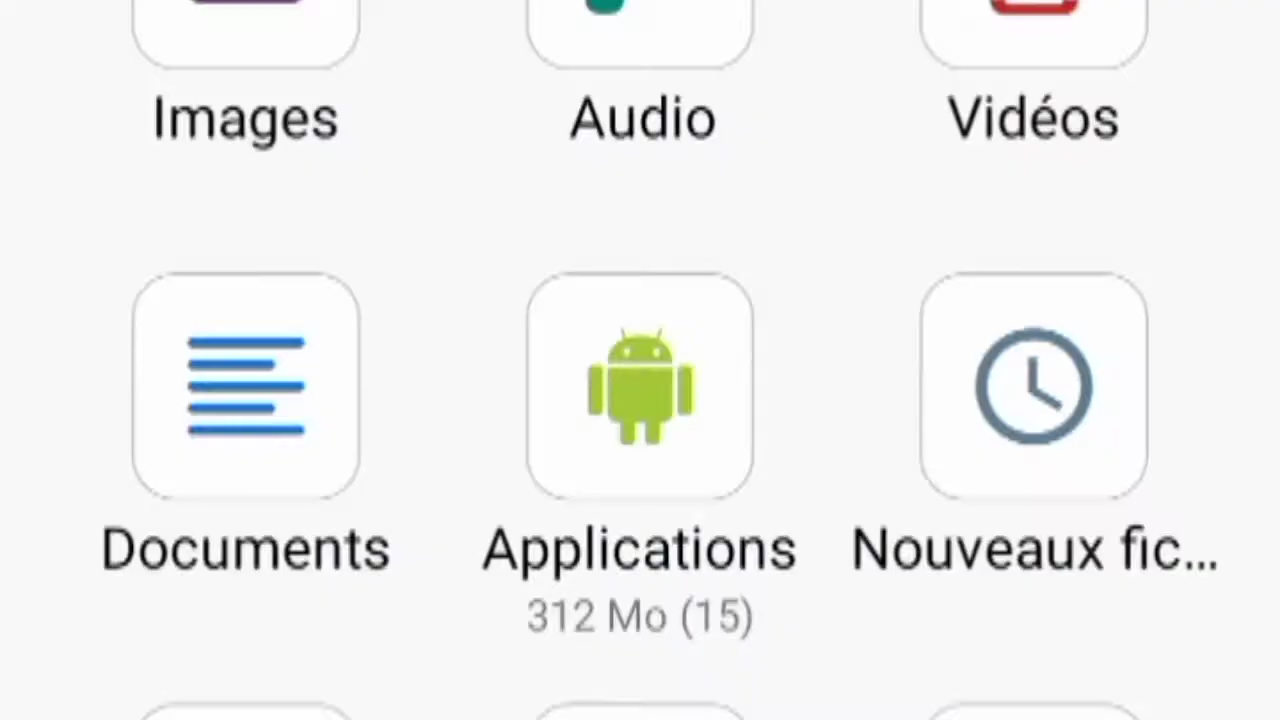 Images
Audio
Vidéos
Documents
Applications
Nouveaux fic...
312 Mo (15)